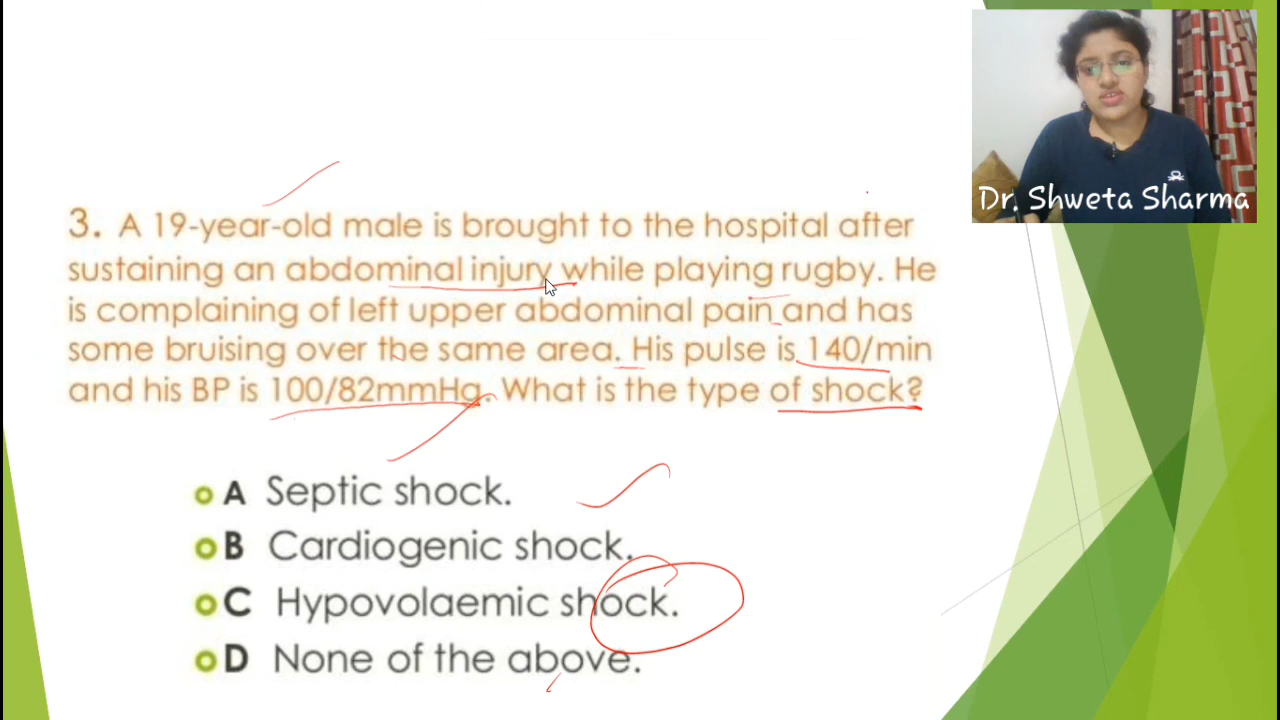 Dr. Shweta Sharma
3. A 19-year-old male is brought to the hospital after
sustaining an abdominal injury while playing rugby. He
is complaining of left upper abdominal pain and has
some bruising over the same area. His pulse is 140/min
and his BP is 100/82mmHg. What is the type of shock?
A Septic shock.
B Cardiogenic shock.
C Hypovolaemic shock.
D None of the above.